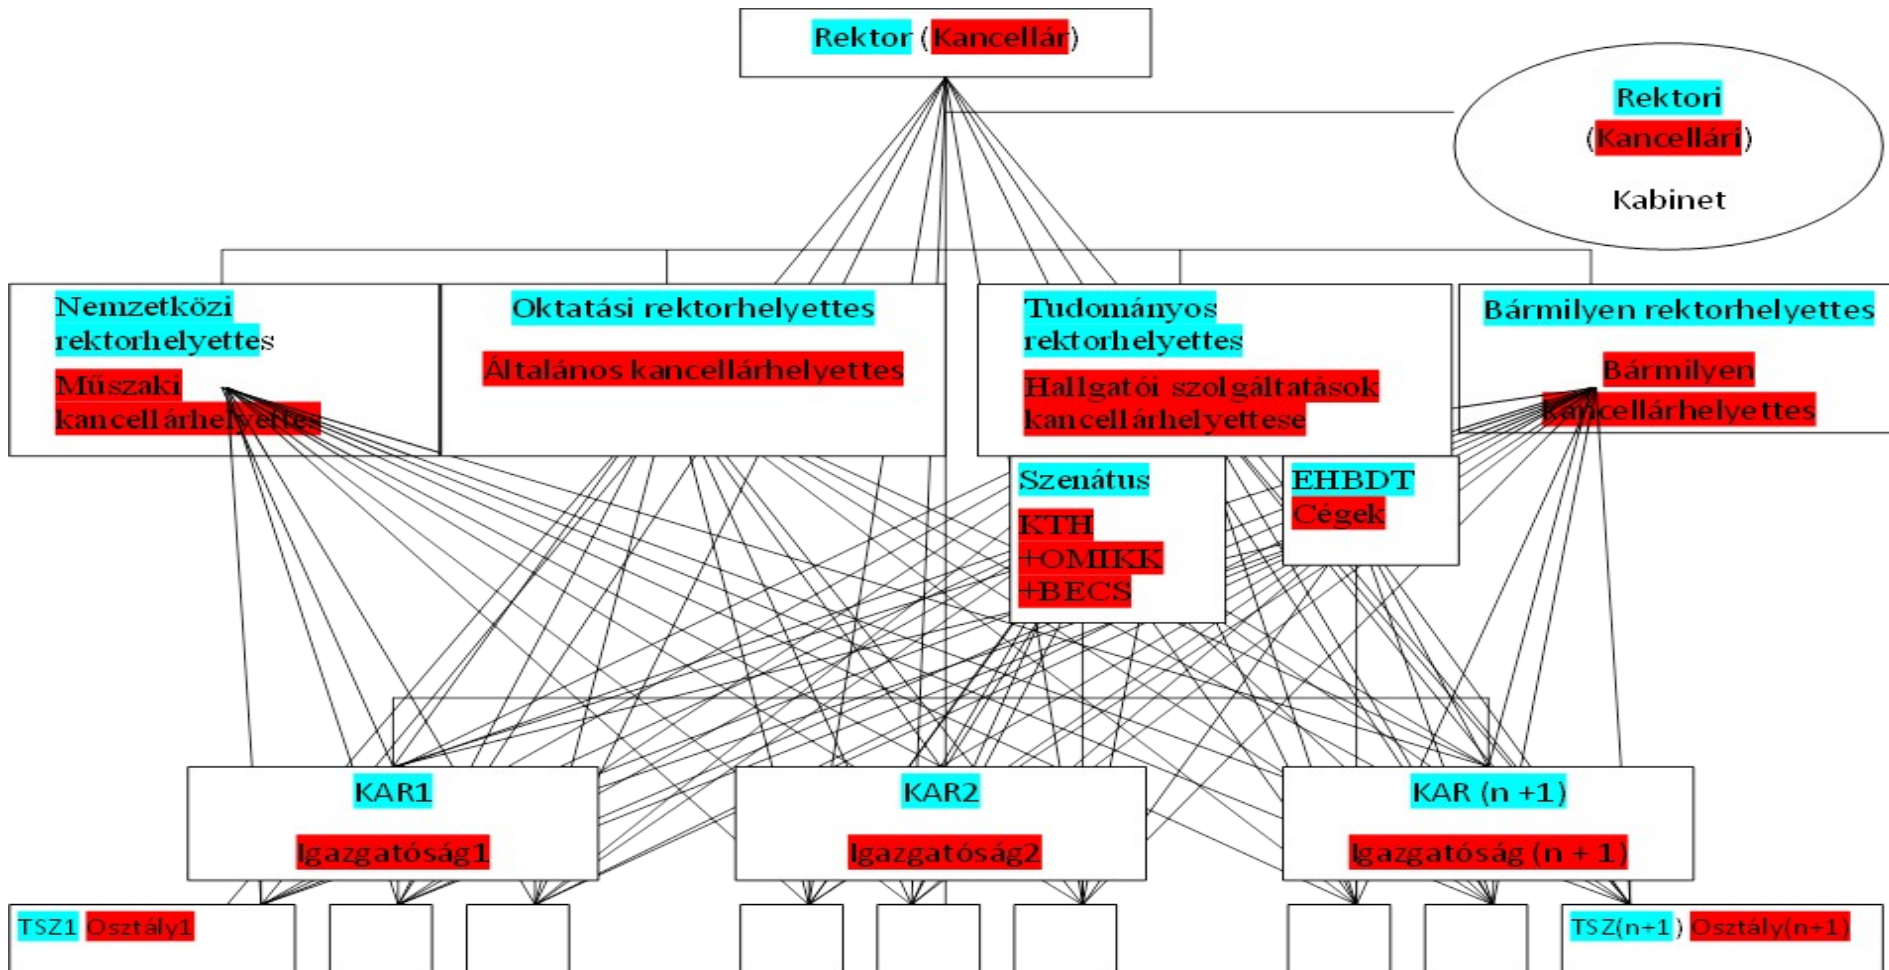 Rektor (Kancellár)
Rektori
(Kancellári)
Kabinet
Nemzetközi
rektorhelyettes
Műszaki
kancellárhelyettes
Oktatási rektorhelyettes
Általános kancellárhelyettes
Tudományos
rektorhelyettes
Hallgatói szolgáltatások
kancellárhelyettese
Bármilyen rektorhelyettes
Bármilyen
kancellárhelyettes
Szenátus
KTH
+OMIKK
+BECS
EHBDT
Cégek
KAR1
Igazgatóság1
KAR2
Igazgatóság2
KAR (n +1)
Igazgatóság (n + 1)
TSZ1 Osztály1
TSZ(n+1) Osztály(n+1)